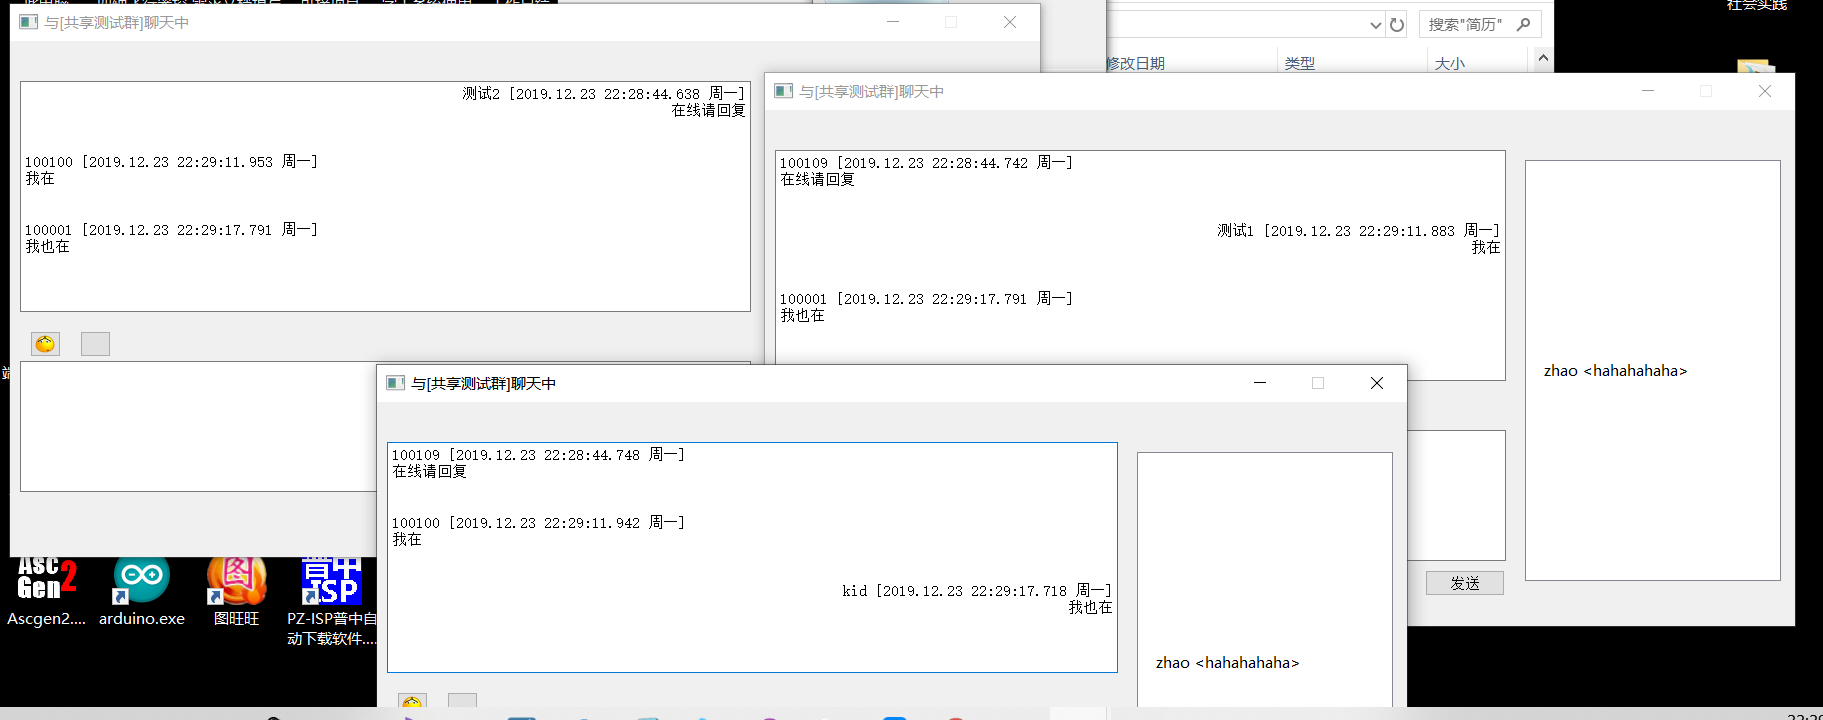 社会实践
与[共享测试群]聊天中
搜索"简历"
修改日期
类型
大小
测试2 [2019.12.23 22:28:44.638 周一]
在线请回复
100100 [2019.12.23 22:29:11.953 周一]
我在
100001 [2019.12.23 22:29:17.791 周一]
我也在
与[共享测试群]聊天中
100109 [2019.12.23 22:28:44.742 周一]
在线请回复
测试1 [2019.12.23 22:29:11.883 周一]
我在
100001 [2019.12.23 22:29:17.791 周一]
我也在
zhao <hahahahaha>
发送
与[共享测试群]聊天中
100109 [2019.12.23 22:28:44.748 周一]
在线请回复
100100 [2019.12.23 22:29:11.942 周一]
我在
kid [2019.12.23 22:29:17.718 周一]
我也在
zhao <hahahahaha>
Asc
Gen2
Ascgen2....
arduino.exe
图
图旺旺
普中
ISP
PZ-ISP普中自
动下载软件....